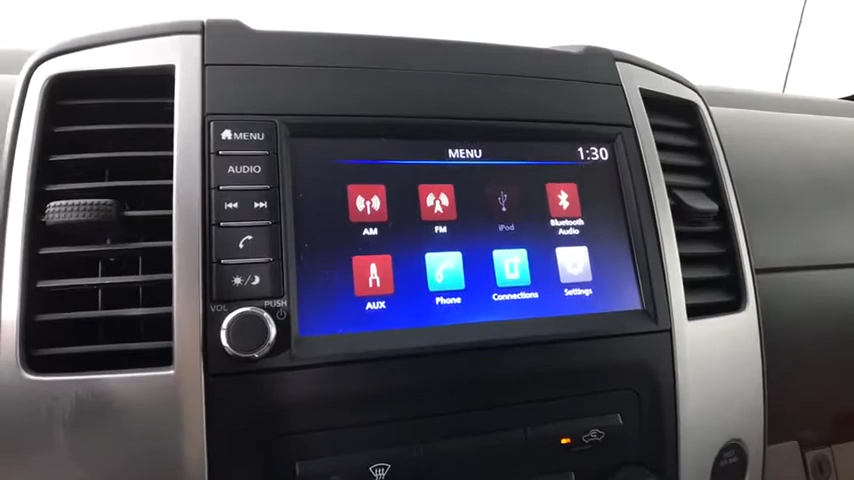 MENU
AUDIO
VOL
PUSH
MENU
1:30
AM
FM
iPod
Bluetooth
Audio
AUX
Phone
Connections
Settings